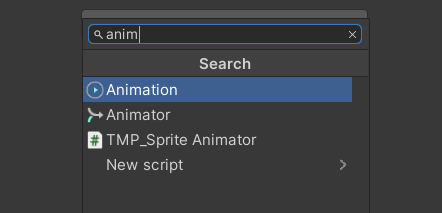 anim
Search
Animation
Animator
TMP_Sprite Animator
New script